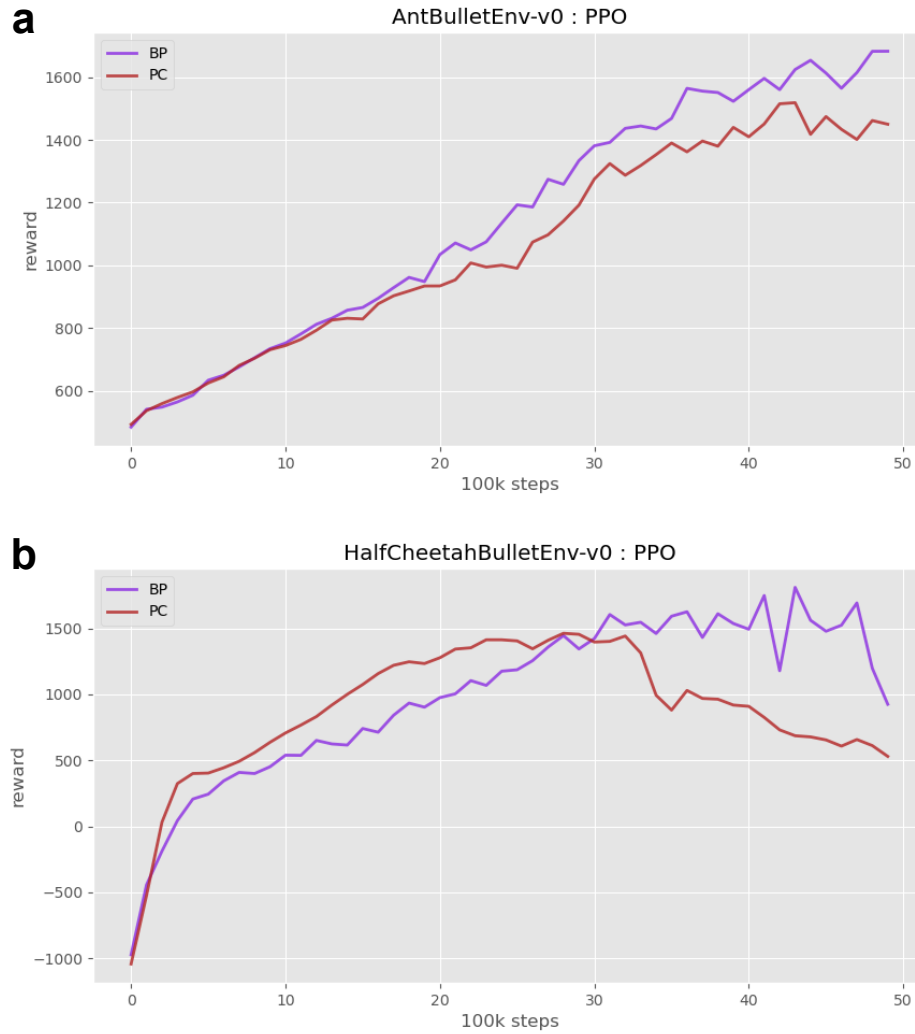 a
AntBulletEnv-v0 : PPO
BP
PC
1600
1400
1200
1000
800
600
reward
0 10 20 30 40 50
100k steps
b
HalfCheetahBulletEnv-v0 : PPO
BP
PC
1500
1000
500
0
−500
−1000
reward
0 10 20 30 40 50
100k steps